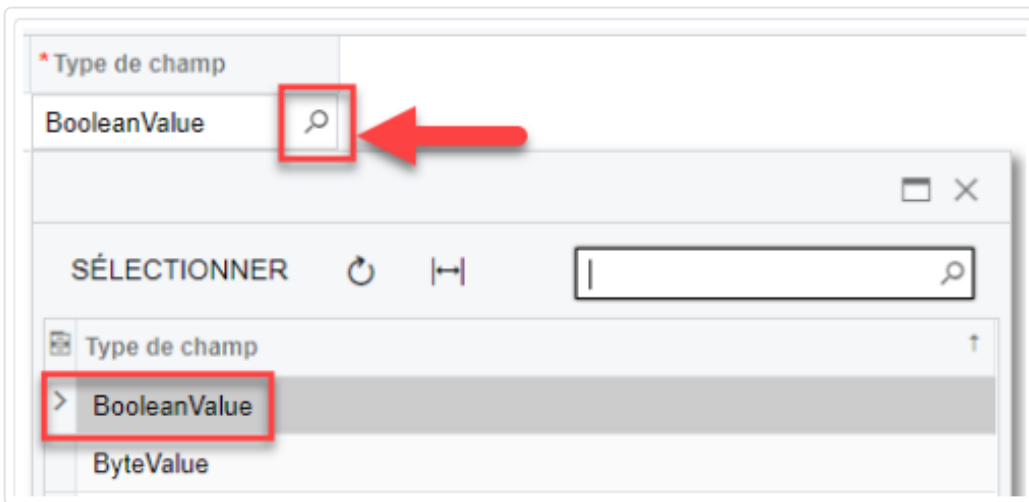 * Type de champ
BooleanValue
SÉLECTIONNER
Type de champ
BooleanValue
ByteValue